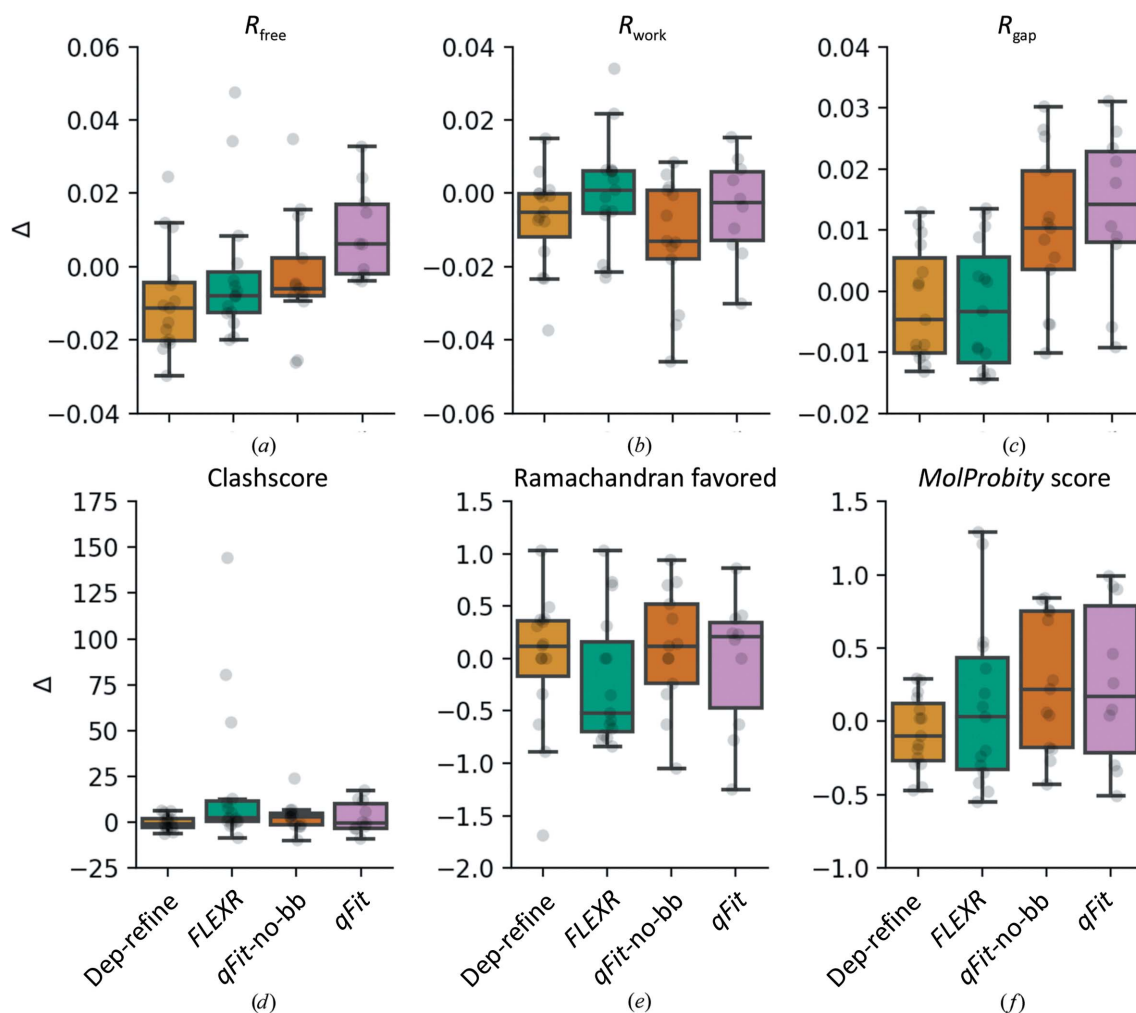 R_free R_work R_gap
0.06 0.04 0.04
0.04 0.02 0.03
0.02 0.00 0.02
0.00 −0.02 0.01
−0.02 −0.04 0.00
−0.04 −0.06 −0.01
−0.02
Δ
(a) (b) (c)
Clashscore Ramachandran favored MolProbity score
175 1.5 1.5
150 1.0 1.0
125 0.5 0.5
100 0.0 0.0
75 −0.5 −0.5
50 −1.0 −1.0
25 −1.5
0 −2.0
−25
Δ
Dep-refine FLEXR qFit-no-bb qFit
Dep-refine FLEXR qFit-no-bb qFit
Dep-refine FLEXR qFit-no-bb qFit
(d) (e) (f)